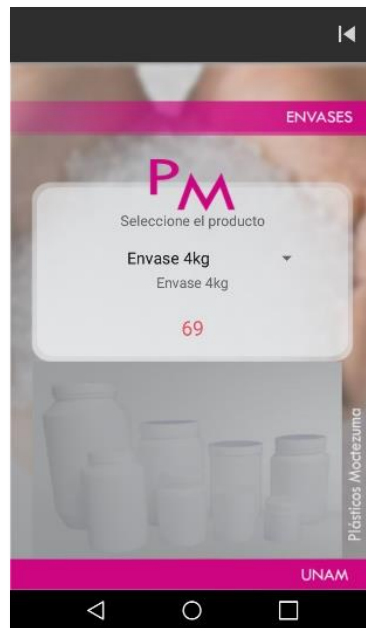 ENVASES
PM
Seleccione el producto
Envase 4kg
Envase 4kg
69
Plásticos Moctezuma
UNAM